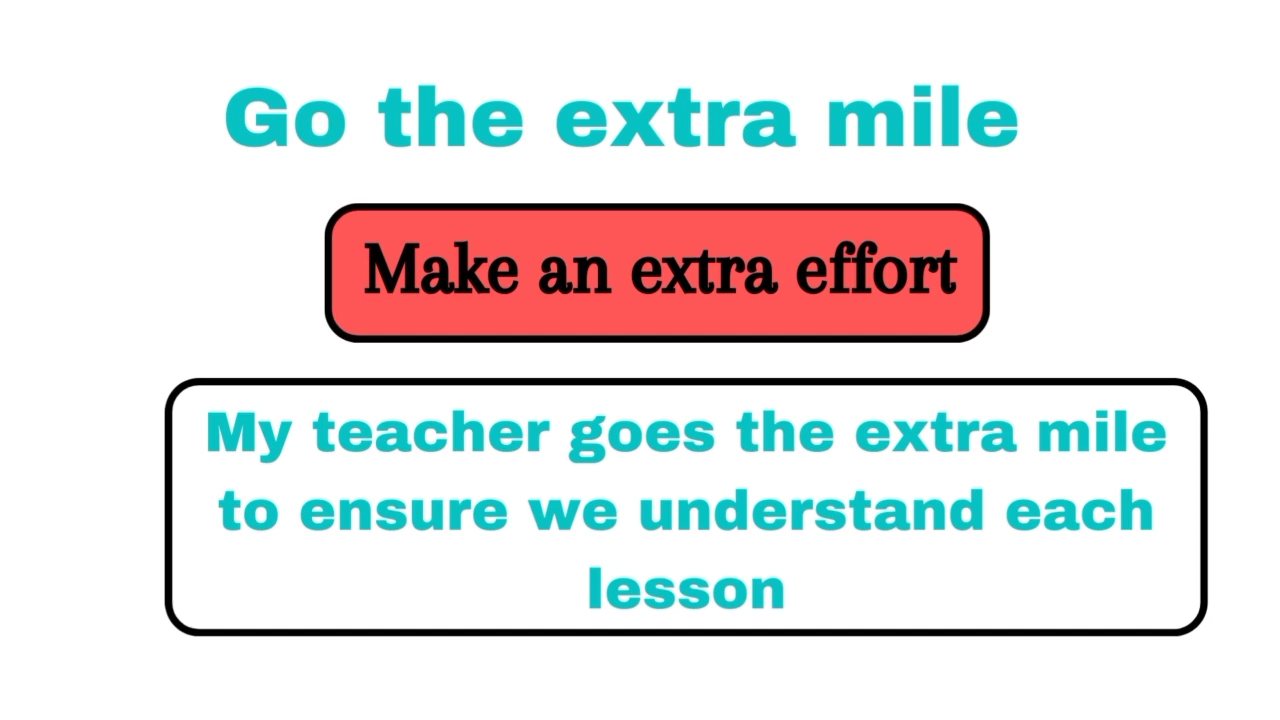 Go the extra mile
Make an extra effort
My teacher goes the extra mile
to ensure we understand each
lesson